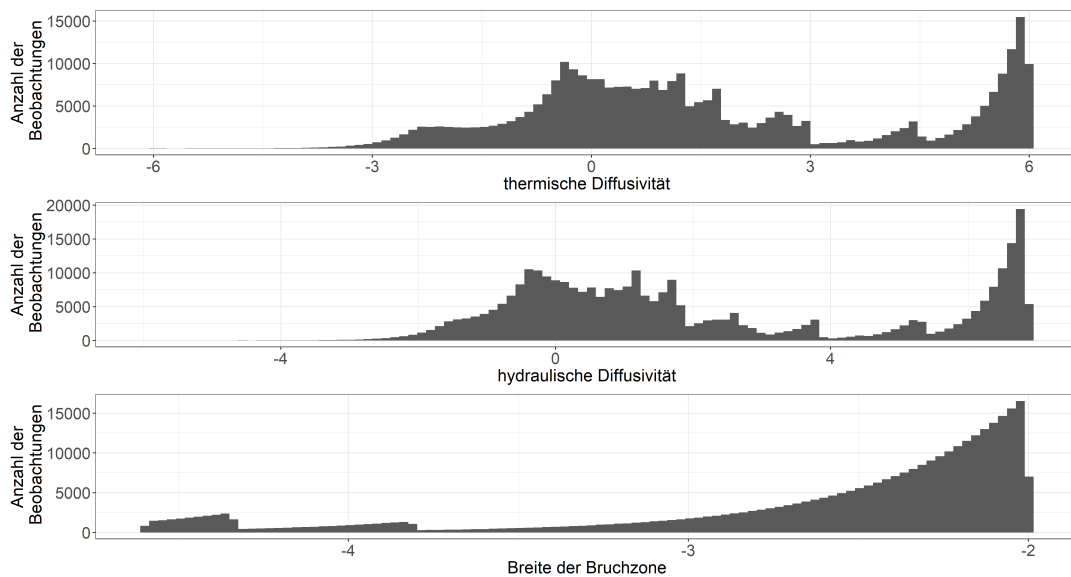 Anzahl der
Beobachtungen
15000
10000
5000
0
-6 -3 0 3 6
thermische Diffusivität
Anzahl der
Beobachtungen
20000
15000
10000
5000
0
-4 0 4
hydraulische Diffusivität
Anzahl der
Beobachtungen
15000
10000
5000
0
-4 -3 -2
Breite der Bruchzone